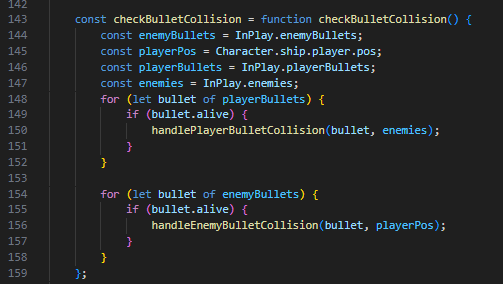 142
143 const checkBulletCollision = function checkBulletCollision() {
144 const enemyBullets = InPlay.enemyBullets;
145 const playerPos = Character.ship.player.pos;
146 const playerBullets = InPlay.playerBullets;
147 const enemies = InPlay.enemies;
148 for (let bullet of playerBullets) {
149 if (bullet.alive) {
150 handlePlayerBulletCollision(bullet, enemies);
151 }
152 }
153
154 for (let bullet of enemyBullets) {
155 if (bullet.alive) {
156 handleEnemyBulletCollision(bullet, playerPos);
157 }
158 }
159 };